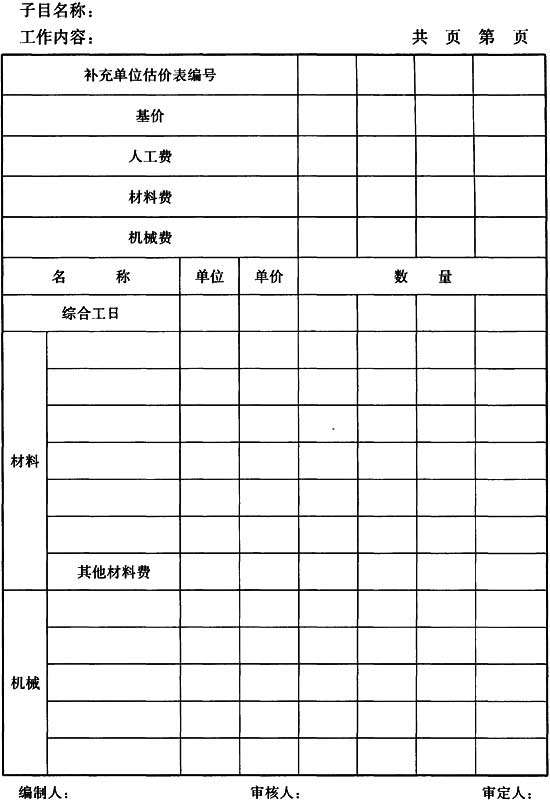 子目名称：
工作内容： 共 页 第 页
补充单位估价表编号
基价
人工费
材料费
机械费
名 称 单位 单价 数 量
综合工日
材料
其他材料费
机械
编制人： 审核人： 审定人：